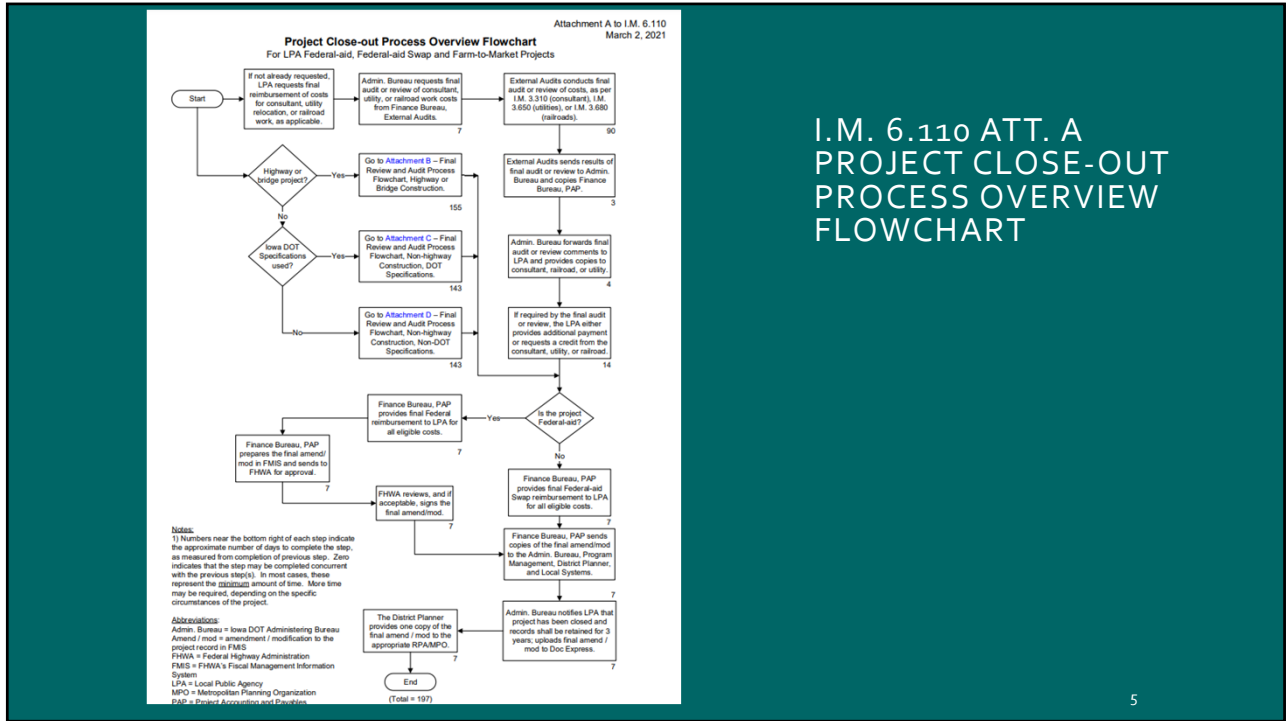 Attachment A to I.M. 6.110
March 2, 2021
Project Close-out Process Overview Flowchart
For LPA Federal-aid, Federal-aid Swap and Farm-to-Market Projects
Start
If not already requested,
LPA requests final
reimbursement of costs
for consultant, utility
relocation, or railroad
work, as applicable.
Admin. Bureau requests final
audit or review of consultant,
utility, or railroad work costs
from Finance Bureau,
External Audits.
7
External Audits conducts final
audit or review of costs, as per
I.M. 3.310 (consultant), I.M.
3.650 (utilities), or I.M. 3.680
(railroads).
90
Highway or
bridge project?
Yes
Go to Attachment B – Final
Review and Audit Process
Flowchart, Highway or
Bridge Construction.
155
External Audits sends results of
final audit or review to Admin.
Bureau and copies Finance
Bureau, PAP.
3
No
Iowa DOT
Specifications
used?
Yes
Go to Attachment C – Final
Review and Audit Process
Flowchart, Non-highway
Construction, DOT
Specifications.
143
Admin. Bureau forwards final
audit or review comments to
LPA and provides copies to
consultant, railroad, or utility.
4
No
Go to Attachment D – Final
Review and Audit Process
Flowchart, Non-highway
Construction, Non-DOT
Specifications.
143
If required by the final audit
or review, the LPA either
provides additional payment
or requests a credit from the
consultant, utility, or railroad.
14
Is the project
Federal-aid?
Yes
Finance Bureau, PAP
provides final Federal
reimbursement to LPA for
all eligible costs.
7
Finance Bureau, PAP
prepares the final amend/
mod in FMIS and sends to
FHWA for approval.
7
FHWA reviews, and if
acceptable, signs the
final amend/mod.
7
No
Finance Bureau, PAP
provides final Federal-aid
Swap reimbursement to LPA
for all eligible costs.
7
Finance Bureau, PAP sends
copies of the final amend/mod
to the Admin. Bureau, Program
Management, District Planner,
and Local Systems.
7
Admin. Bureau notifies LPA that
project has been closed and
records shall be retained for 3
years; uploads final amend /
mod to Doc Express.
7
The District Planner
provides one copy of the
final amend / mod to the
appropriate RPA/MPO.
7
End
(Total = 197)
Notes:
1) Numbers near the bottom right of each step indicate
the approximate number of days to complete the step,
as measured from completion of previous step. Zero
indicates that the step may be completed concurrent
with the previous step(s). In most cases, these
represent the minimum amount of time. More time
may be required, depending on the specific
circumstances of the project.
Abbreviations:
Admin. Bureau = Iowa DOT Administering Bureau
Amend / mod = amendment / modification to the
project record in FMIS
FHWA = Federal Highway Administration
FMIS = FHWA's Fiscal Management Information
System
LPA = Local Public Agency
MPO = Metropolitan Planning Organization
PAP = Project Accounting and Payables
I.M. 6.110 ATT. A
PROJECT CLOSE-OUT
PROCESS OVERVIEW
FLOWCHART
5